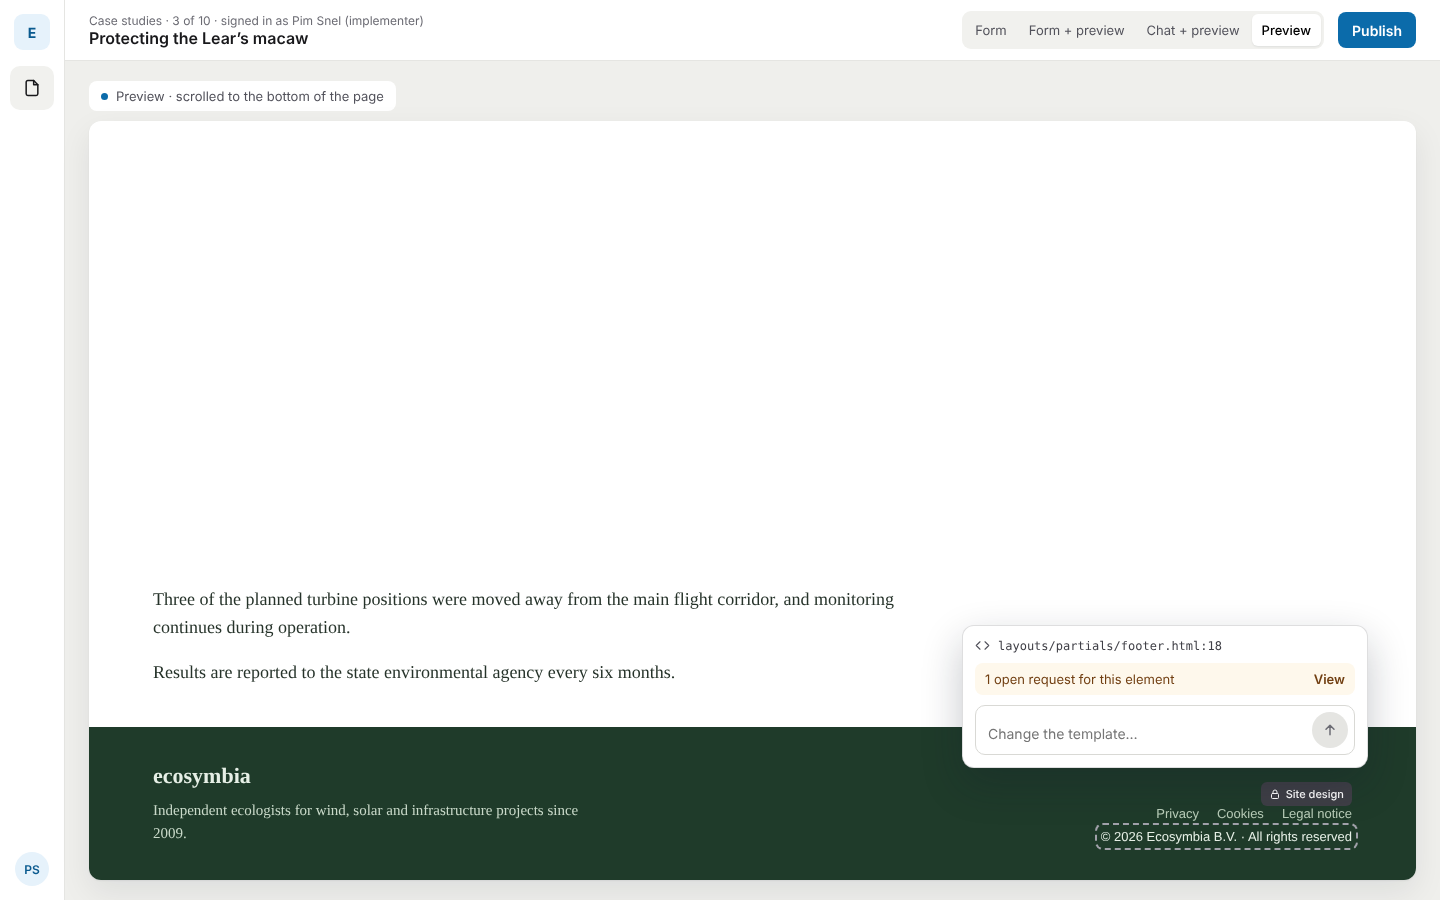 E
Case studies · 3 of 10 · signed in as Pim Snel (implementer)
Protecting the Lear’s macaw
Form
Form + preview
Chat + preview
Preview
Publish
Preview · scrolled to the bottom of the page
Three of the planned turbine positions were moved away from the main flight corridor, and monitoring
continues during operation.
Results are reported to the state environmental agency every six months.
layouts/partials/footer.html:18
1 open request for this element
View
Change the template...
ecosymbia
Independent ecologists for wind, solar and infrastructure projects since
2009.
Site design
Privacy
Cookies
Legal notice
© 2026 Ecosymbia B.V. · All rights reserved
PS